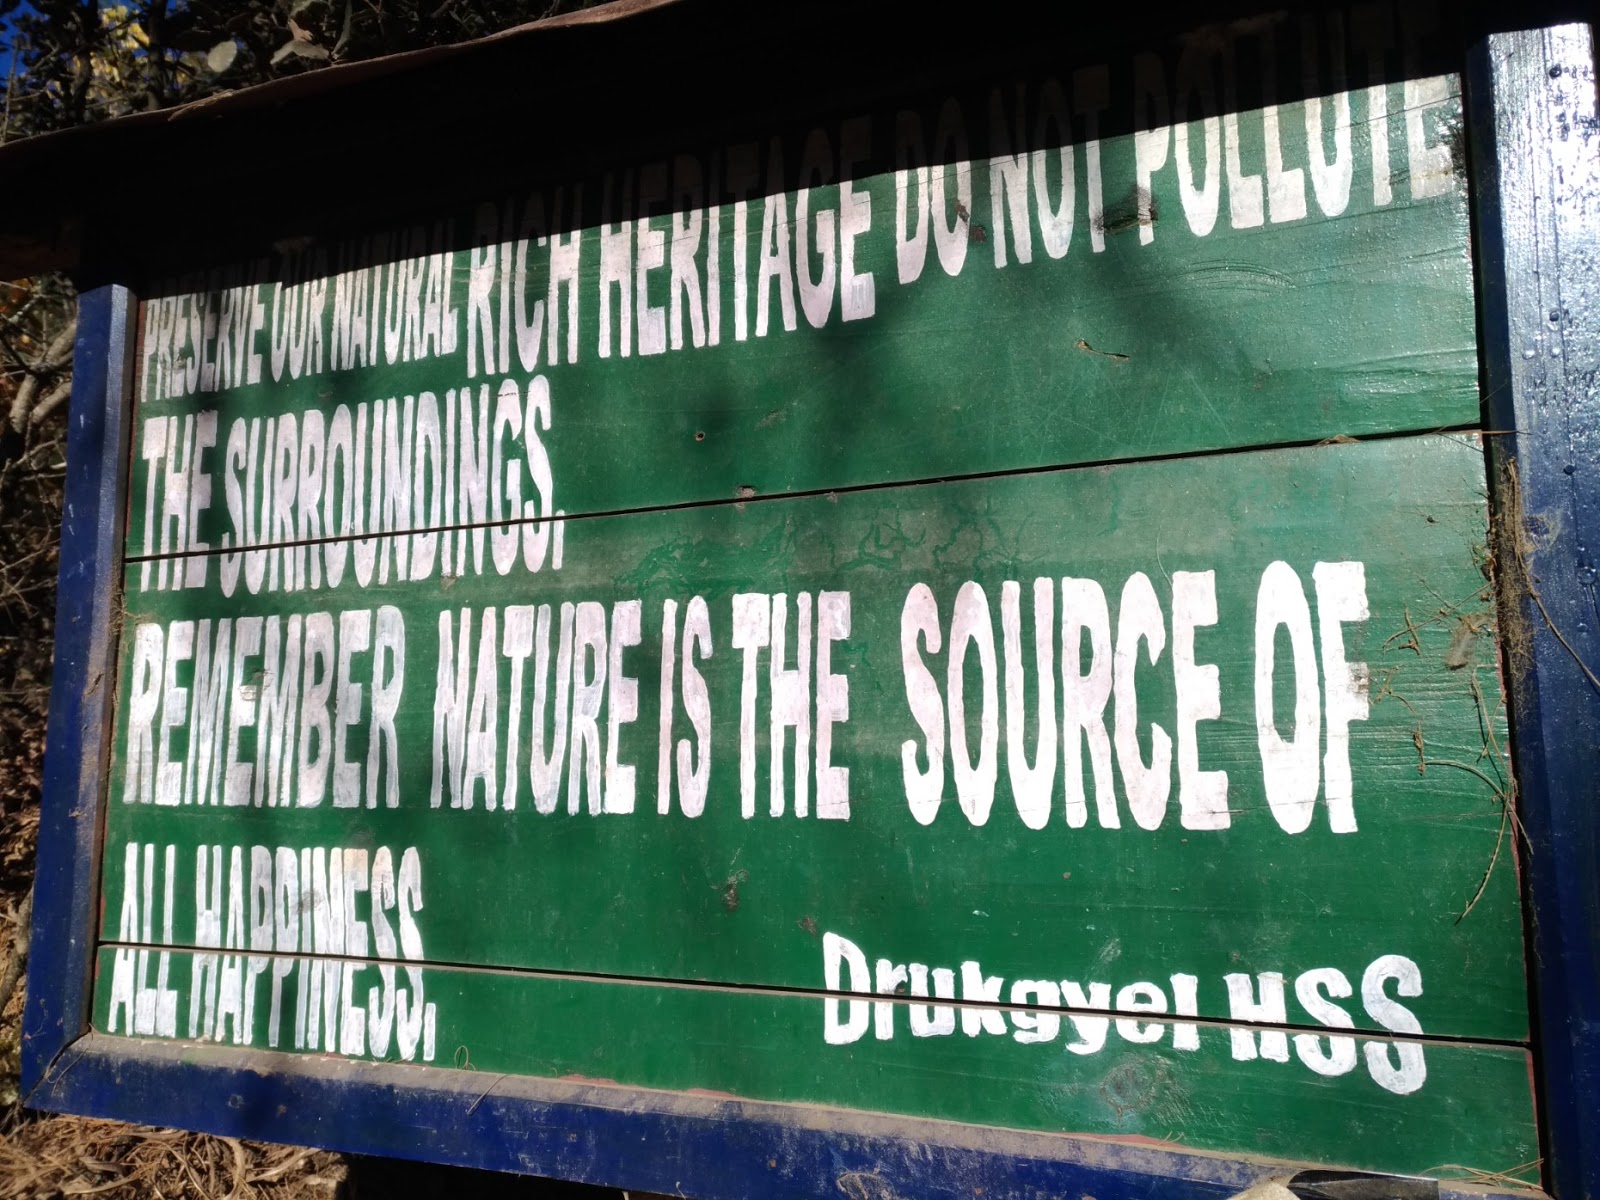 PRESERVE OUR NATURAL RICH HERITAGE DO NOT POLLUTE
THE SURROUNDINGS.
REMEMBER NATURE IS THE SOURCE OF
ALL HAPPINESS.
Drukgyel HSS